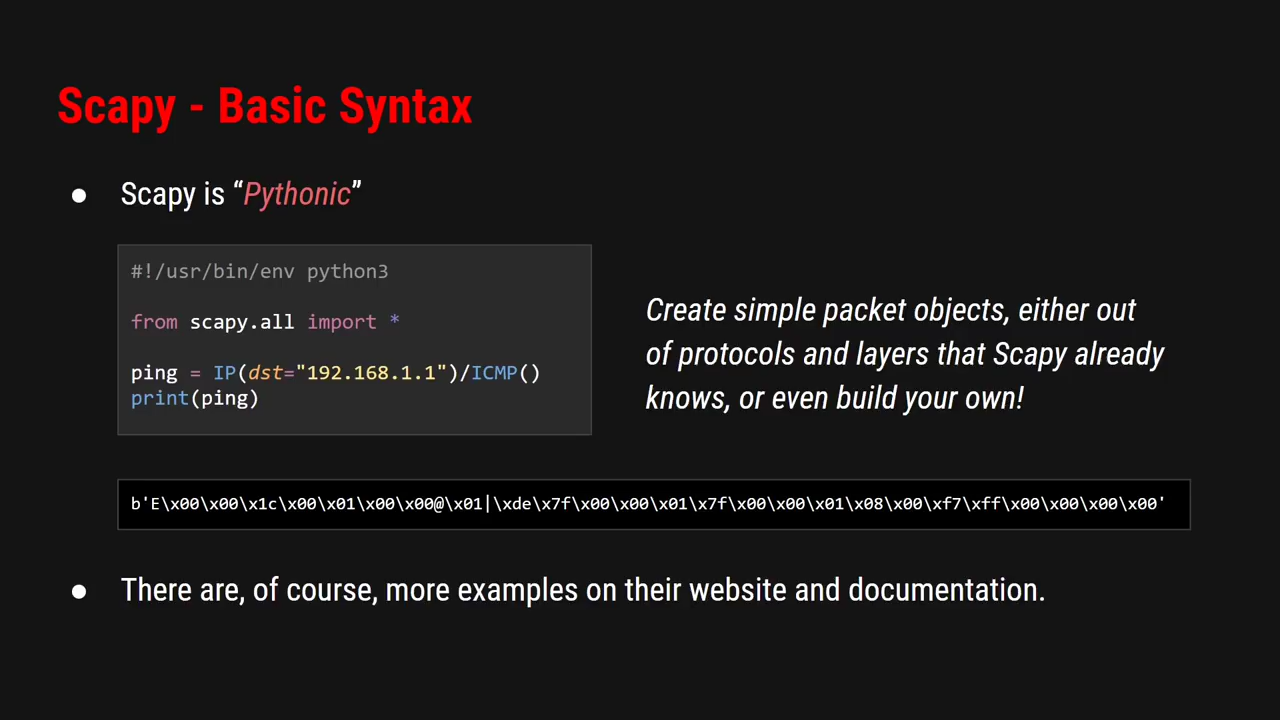 Scapy - Basic Syntax
● Scapy is “Pythonic”
#!/usr/bin/env python3
from scapy.all import *
ping = IP(dst="192.168.1.1")/ICMP()
print(ping)
Create simple packet objects, either out
of protocols and layers that Scapy already
knows, or even build your own!
b'E\x00\x00\x1c\x00\x01\x00\x00@\x01|\xde\x7f\x00\x00\x01\x7f\x00\x00\x01\x08\x00\xf7\xff\x00\x00\x00\x00'
● There are, of course, more examples on their website and documentation.